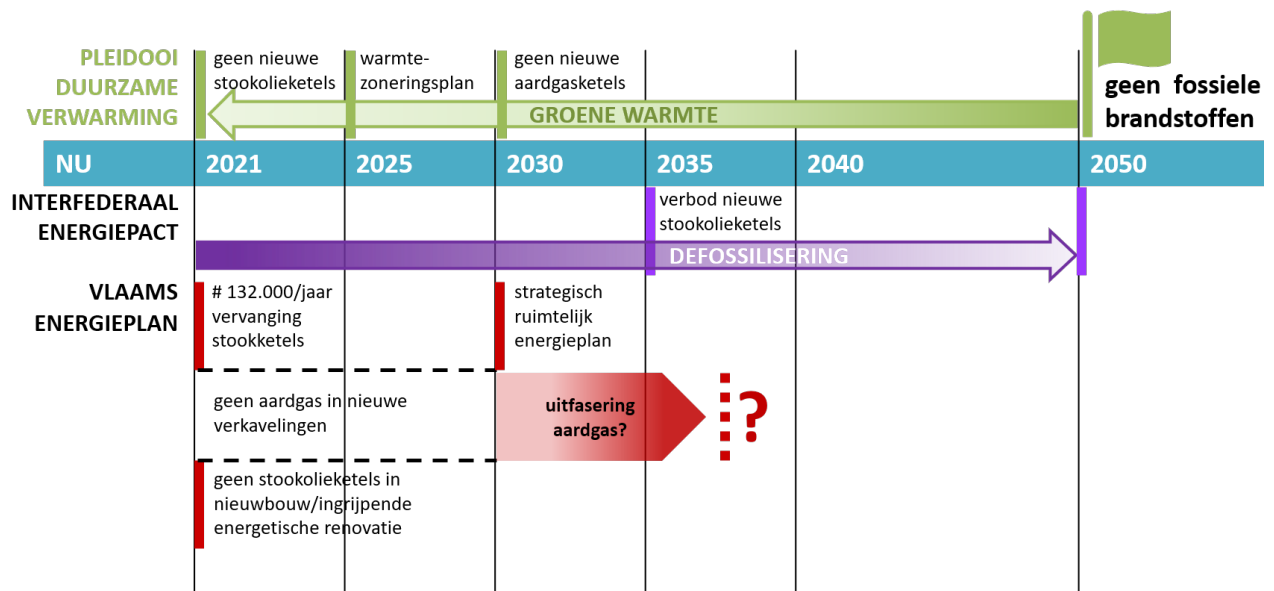 PLEIDOOI
DUURZAME
VERWARMING
geen nieuwe
stookolieketels
warmte-
zoneringsplan
geen nieuwe
aardgasketels
GROENE WARMTE
geen fossiele
brandstoffen
NU 2021 2025 2030 2035 2040 2050
INTERFEDERAAL
ENERGIEPACT
verbod nieuwe
stookolieketels
DEFOSSILISERING
VLAAMS
ENERGIEPLAN
# 132.000/jaar
vervanging
stookketels
strategisch
ruimtelijk
energieplan
geen aardgas in nieuwe
verkavelingen
uitfasering
aardgas?
?
geen stookolieketels in
nieuwbouw/ingrijpende
energetische renovatie